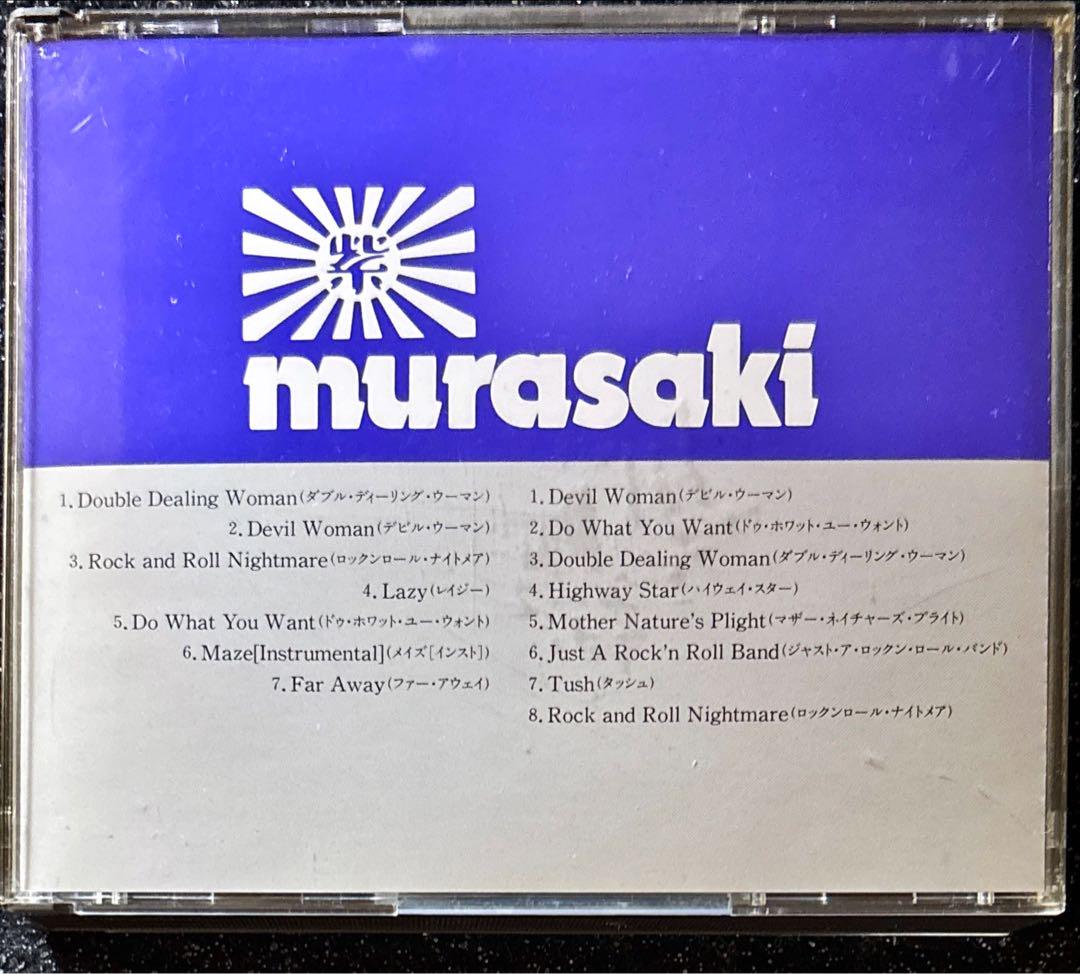 紫
murasaki
1. Double Dealing Woman(ダブル・ディーリング・ウーマン)
2. Devil Woman(デビル・ウーマン)
3. Rock and Roll Nightmare(ロックンロール・ナイトメア)
4. Lazy(レイジー)
5. Do What You Want(ドゥ・ホワット・ユー・ウォント)
6. Maze[Instrumental](メイズ[インスト])
7. Far Away(ファー・アウェイ)
1. Devil Woman(デビル・ウーマン)
2. Do What You Want(ドゥ・ホワット・ユー・ウォント)
3. Double Dealing Woman(ダブル・ディーリング・ウーマン)
4. Highway Star(ハイウェイ・スター)
5. Mother Nature's Plight(マザー・ネイチャーズ・プライト)
6. Just A Rock'n Roll Band(ジャスト・ア・ロックン・ロール・バンド)
7. Tush(タッシュ)
8. Rock and Roll Nightmare(ロックンロール・ナイトメア)